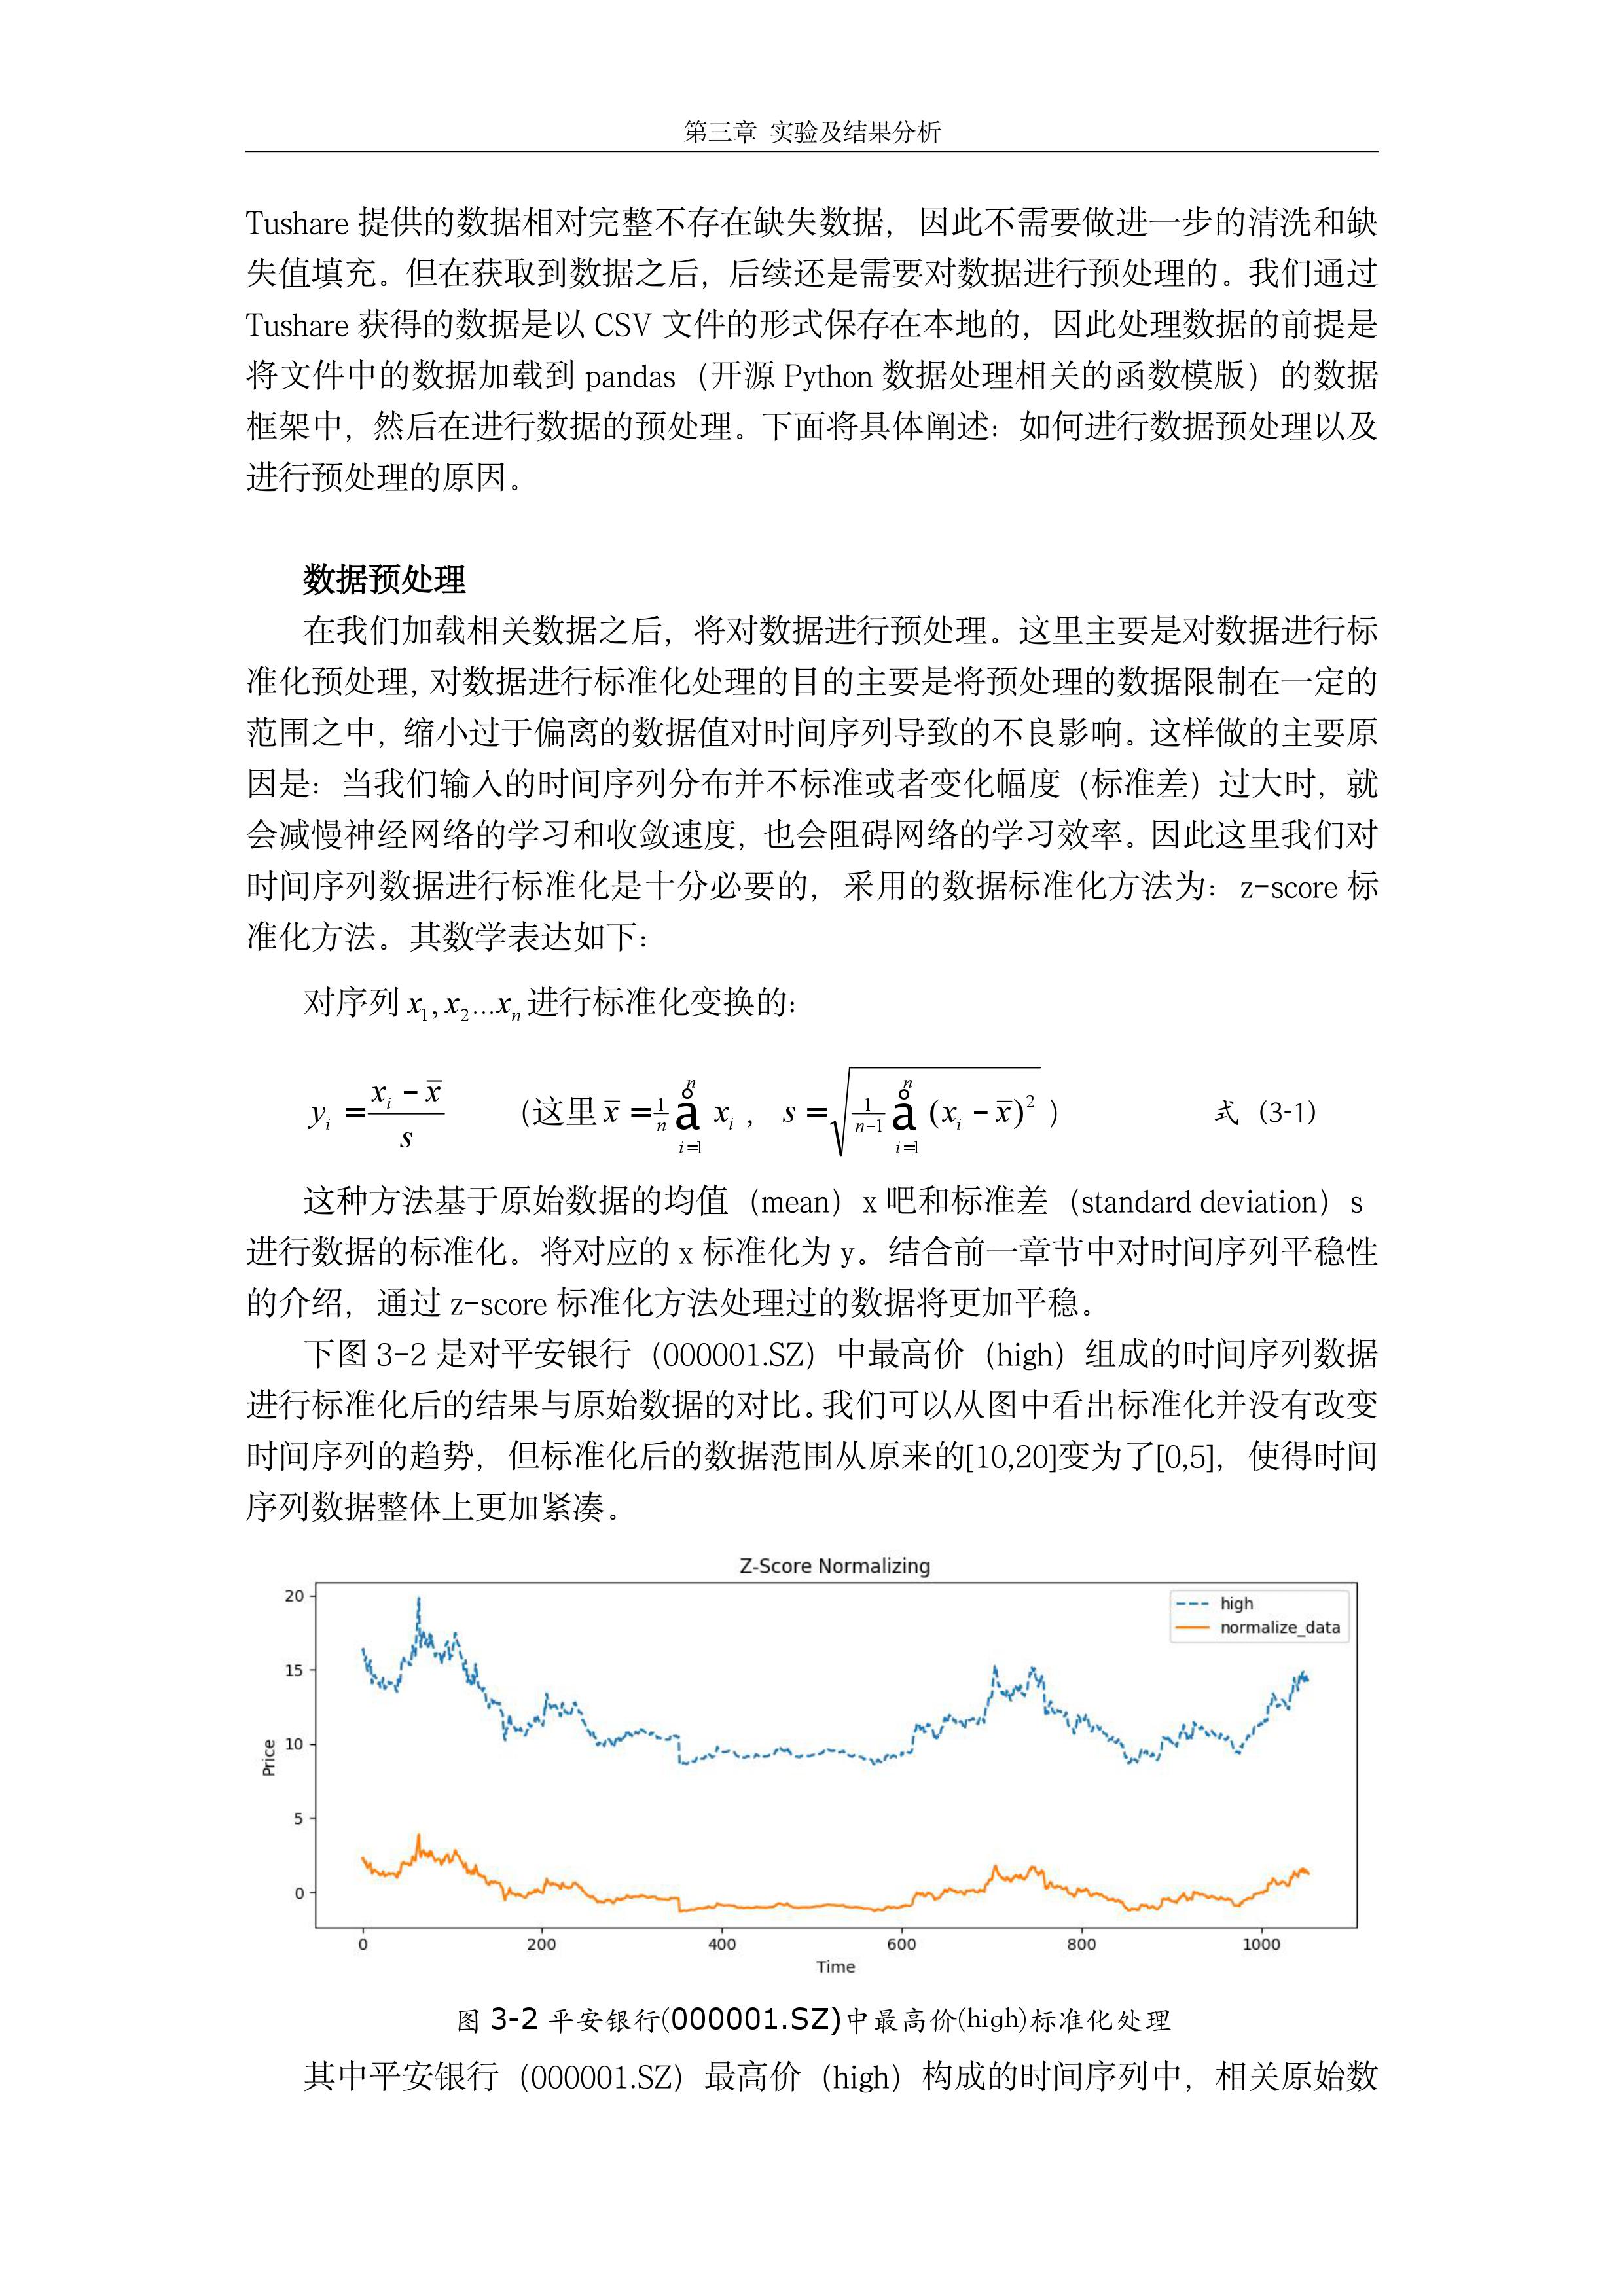 第三章 实验及结果分析
Tushare 提供的数据相对完整不存在缺失数据，因此不需要做进一步的清洗和缺
失值填充。但在获取到数据之后，后续还是需要对数据进行预处理的。我们通过
Tushare 获得的数据是以 CSV 文件的形式保存在本地的，因此处理数据的前提是
将文件中的数据加载到 pandas（开源 Python 数据处理相关的函数模版）的数据
框架中，然后在进行数据的预处理。下面将具体阐述：如何进行数据预处理以及
进行预处理的原因。
数据预处理
在我们加载相关数据之后，将对数据进行预处理。这里主要是对数据进行标
准化预处理，对数据进行标准化处理的目的主要是将预处理的数据限制在一定的
范围之中，缩小过于偏离的数据值对时间序列导致的不良影响。这样做的主要原
因是：当我们输入的时间序列分布并不标准或者变化幅度（标准差）过大时，就
会减慢神经网络的学习和收敛速度，也会阻碍网络的学习效率。因此这里我们对
时间序列数据进行标准化是十分必要的，采用的数据标准化方法为：z-score 标
准化方法。其数学表达如下：
对序列 x₁, x₂…xₙ 进行标准化变换的：
yᵢ = (xᵢ − x̄)/s （这里 x̄ = 1/n å(i=1..n) xᵢ ， s = √(1/(n−1) å(i=1..n) (xᵢ − x̄)²) ） 式（3-1）
这种方法基于原始数据的均值（mean）x 吧和标准差（standard deviation）s
进行数据的标准化。将对应的 x 标准化为 y。结合前一章节中对时间序列平稳性
的介绍，通过 z-score 标准化方法处理过的数据将更加平稳。
下图 3-2 是对平安银行（000001.SZ）中最高价（high）组成的时间序列数据
进行标准化后的结果与原始数据的对比。我们可以从图中看出标准化并没有改变
时间序列的趋势，但标准化后的数据范围从原来的[10,20]变为了[0,5]，使得时间
序列数据整体上更加紧凑。
Z-Score Normalizing
high
normalize_data
20
15
10
5
0
Price
0 200 400 600 800 1000
Time
图 3-2 平安银行(000001.SZ)中最高价(high)标准化处理
其中平安银行（000001.SZ）最高价（high）构成的时间序列中，相关原始数